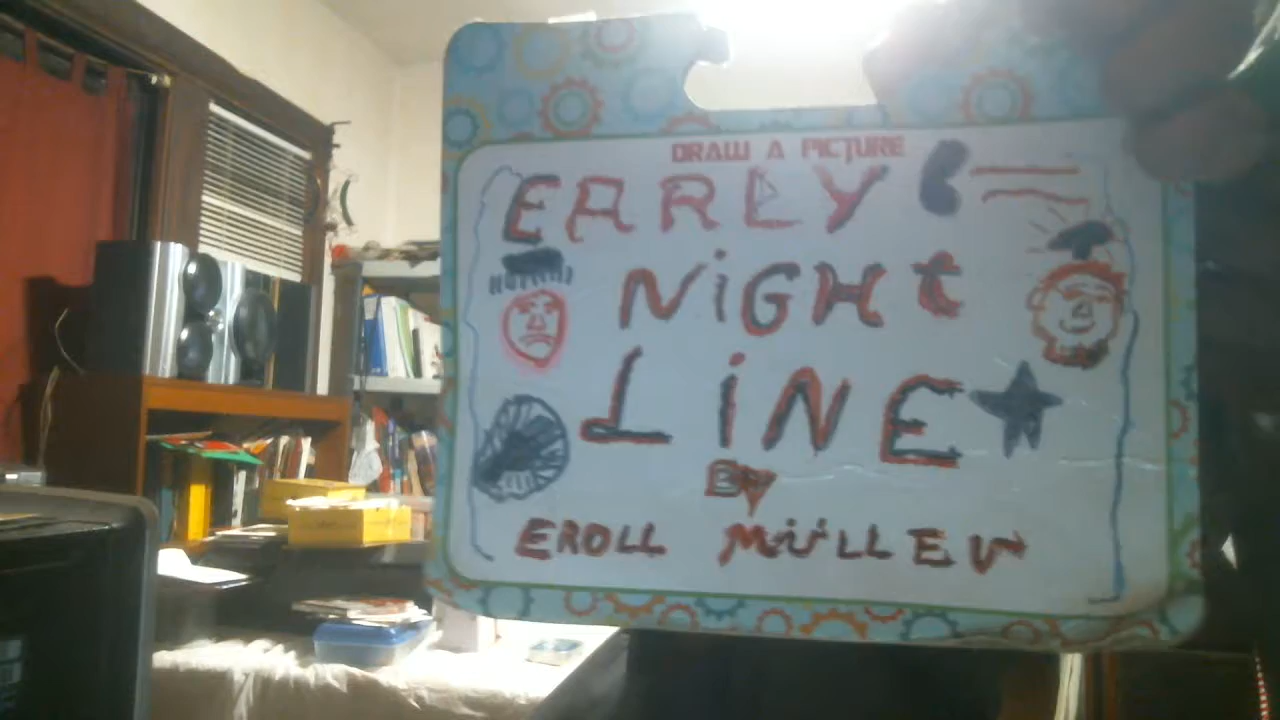 DRAW A PICTURE
EARLY
NiGHt
LiNE
BY
EROLL MÜLLER